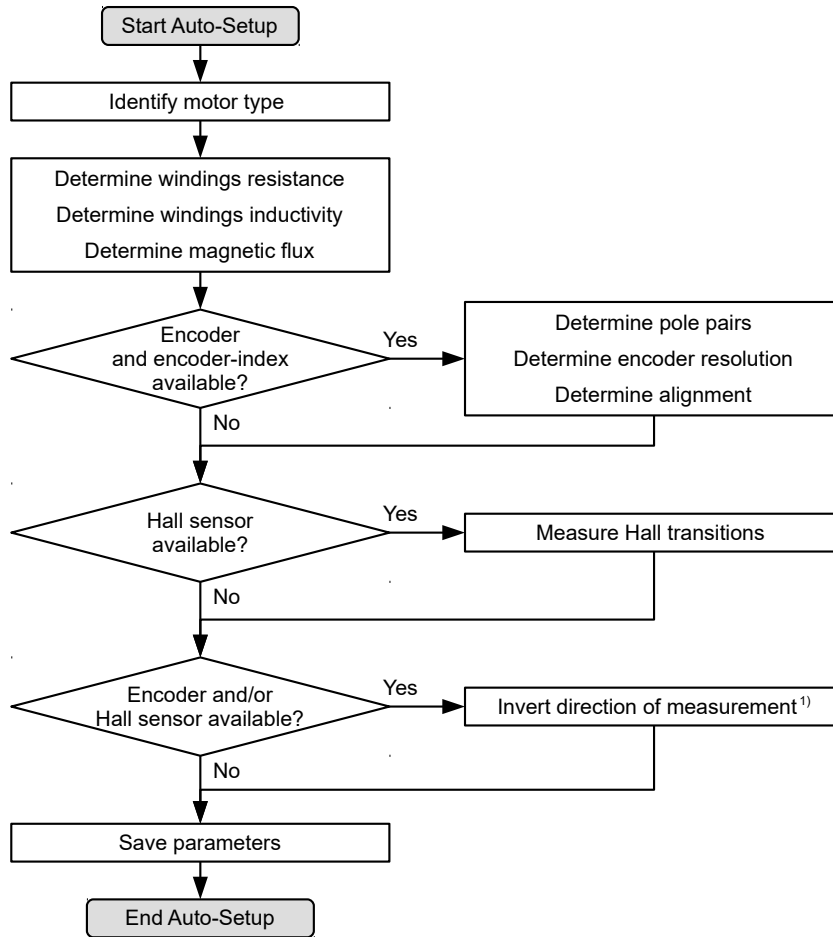 Start Auto-Setup
Identify motor type
Determine windings resistance
Determine windings inductivity
Determine magnetic flux
Encoder
and encoder-index
available?
Yes
Determine pole pairs
Determine encoder resolution
Determine alignment
No
Hall sensor
available?
Yes
Measure Hall transitions
No
Encoder and/or
Hall sensor available?
Yes
Invert direction of measurement 1)
No
Save parameters
End Auto-Setup